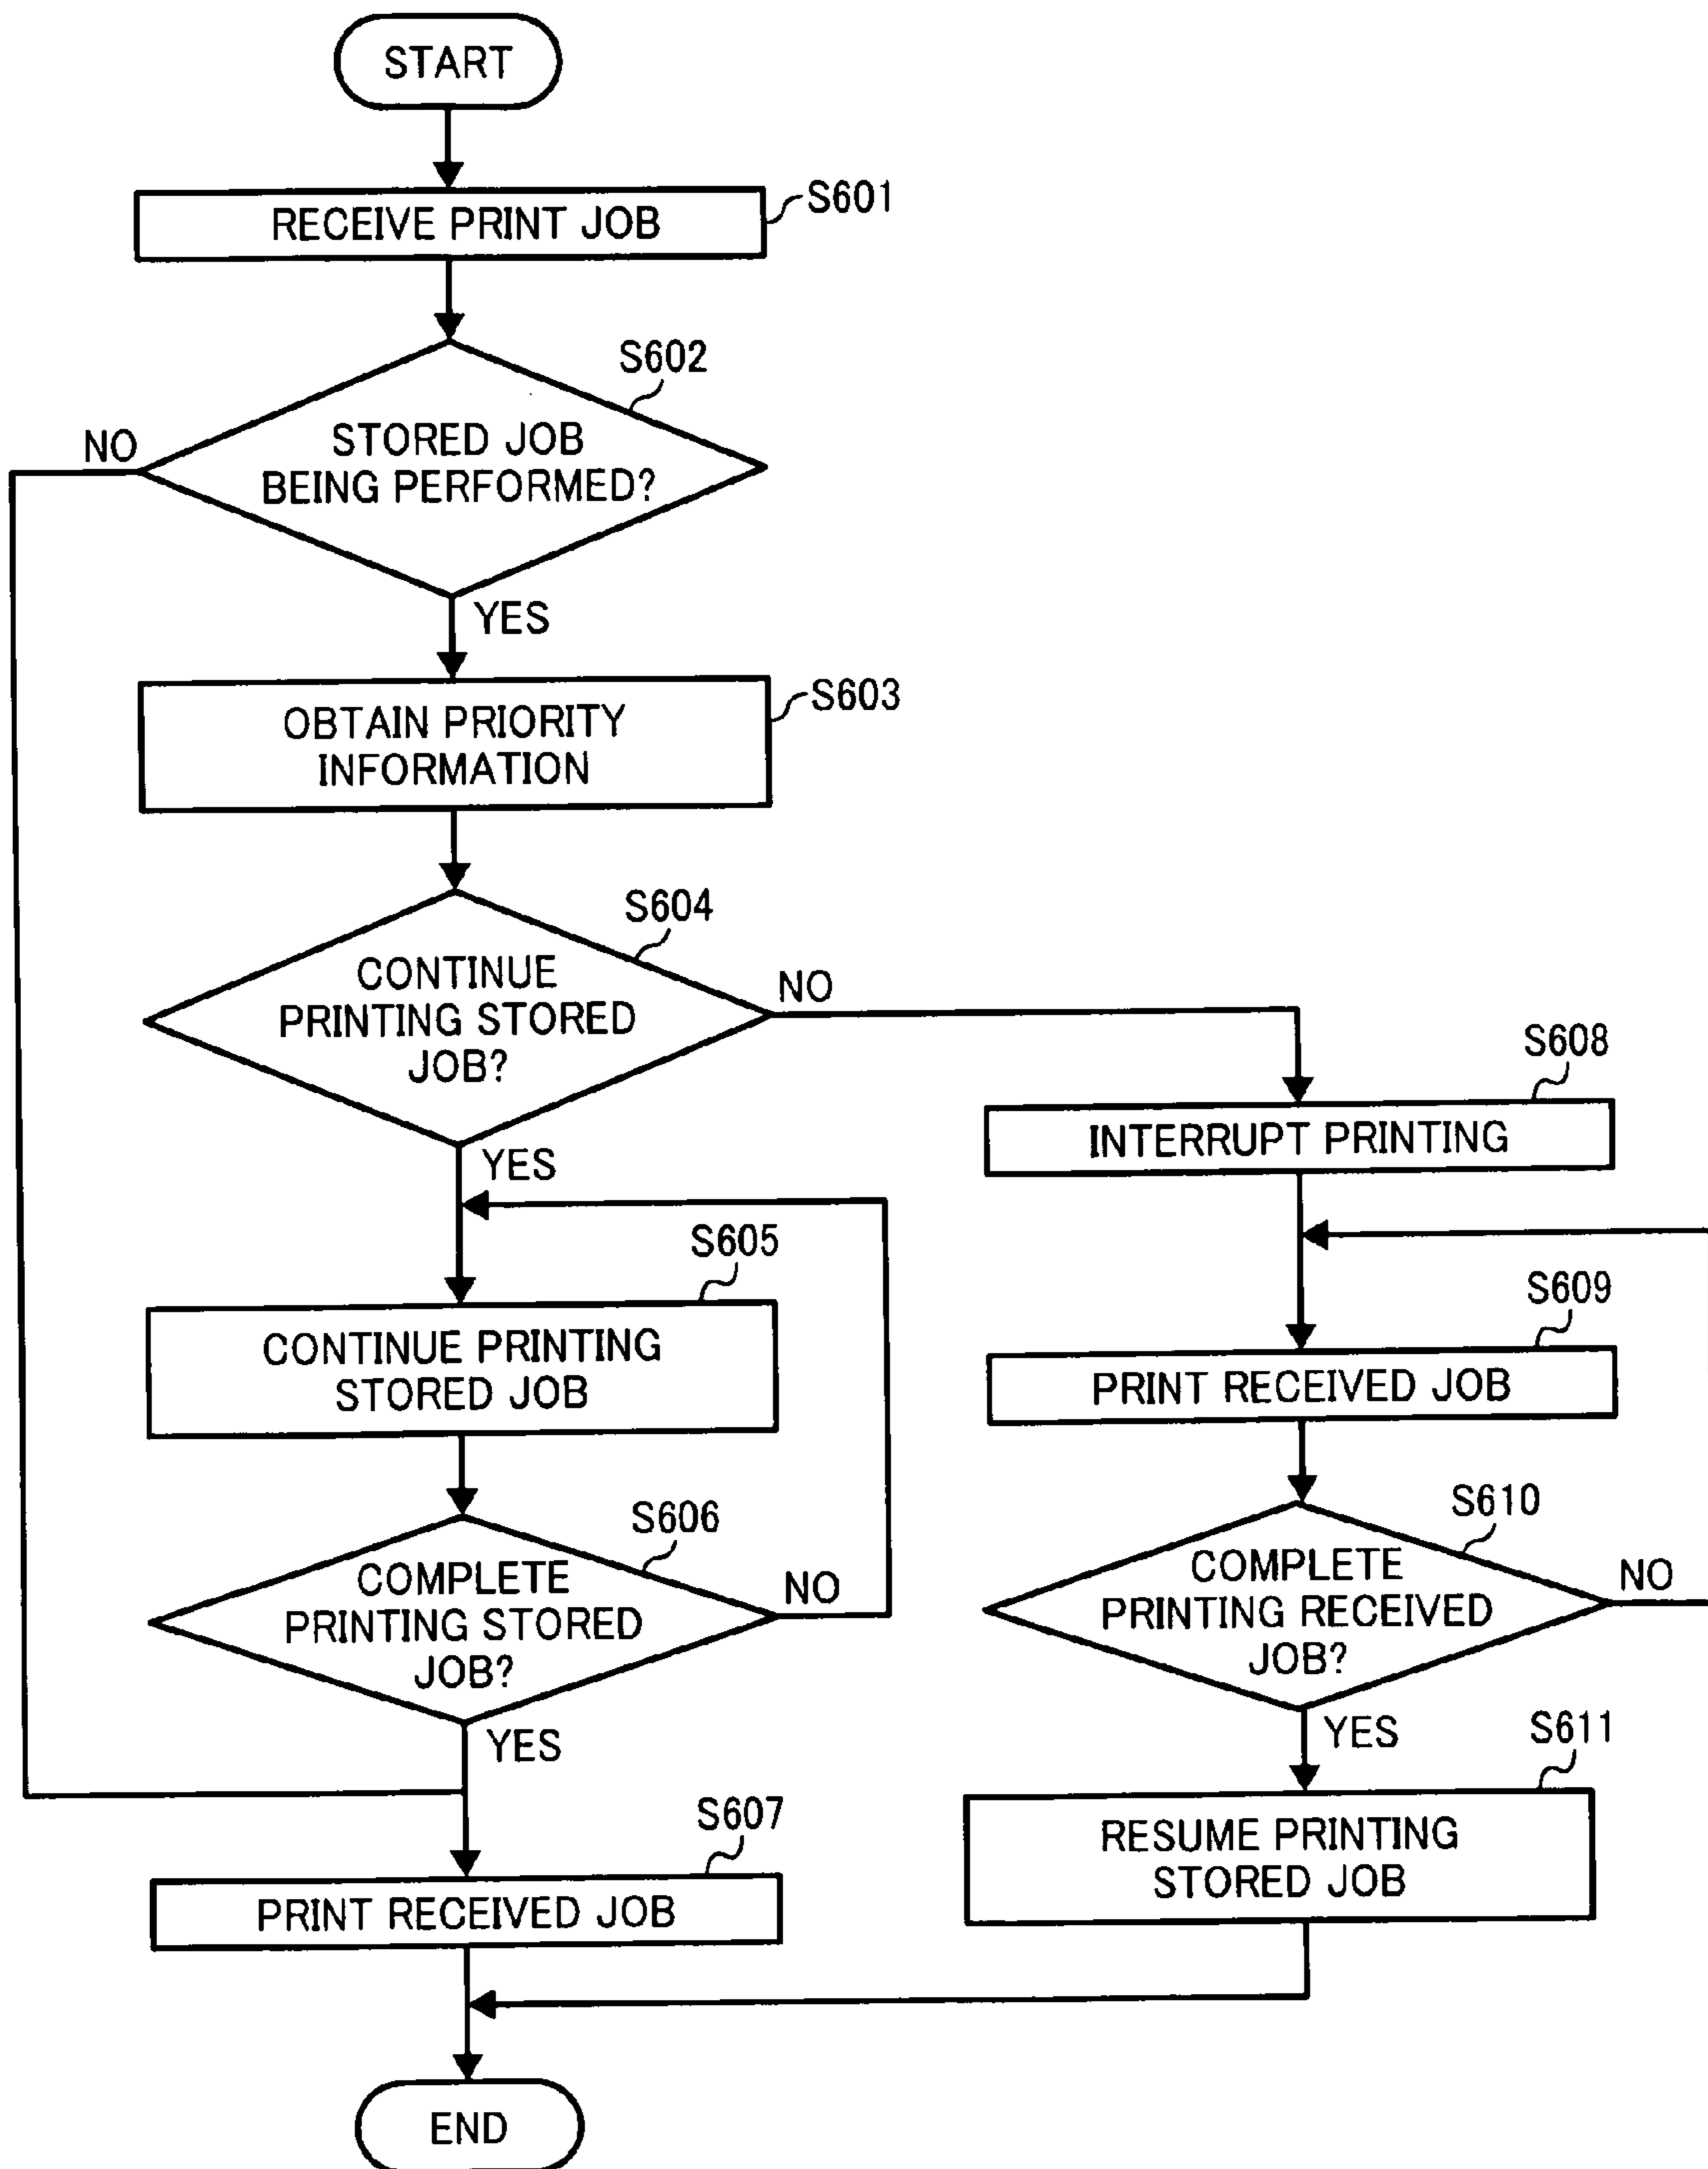 START
S601
RECEIVE PRINT JOB
S602
STORED JOB
BEING PERFORMED?
NO
YES
S603
OBTAIN PRIORITY
INFORMATION
S604
CONTINUE
PRINTING STORED
JOB?
NO
YES
S605
CONTINUE PRINTING
STORED JOB
S606
COMPLETE
PRINTING STORED
JOB?
NO
YES
S607
PRINT RECEIVED JOB
S608
INTERRUPT PRINTING
S609
PRINT RECEIVED JOB
S610
COMPLETE
PRINTING RECEIVED
JOB?
NO
YES
S611
RESUME PRINTING
STORED JOB
END